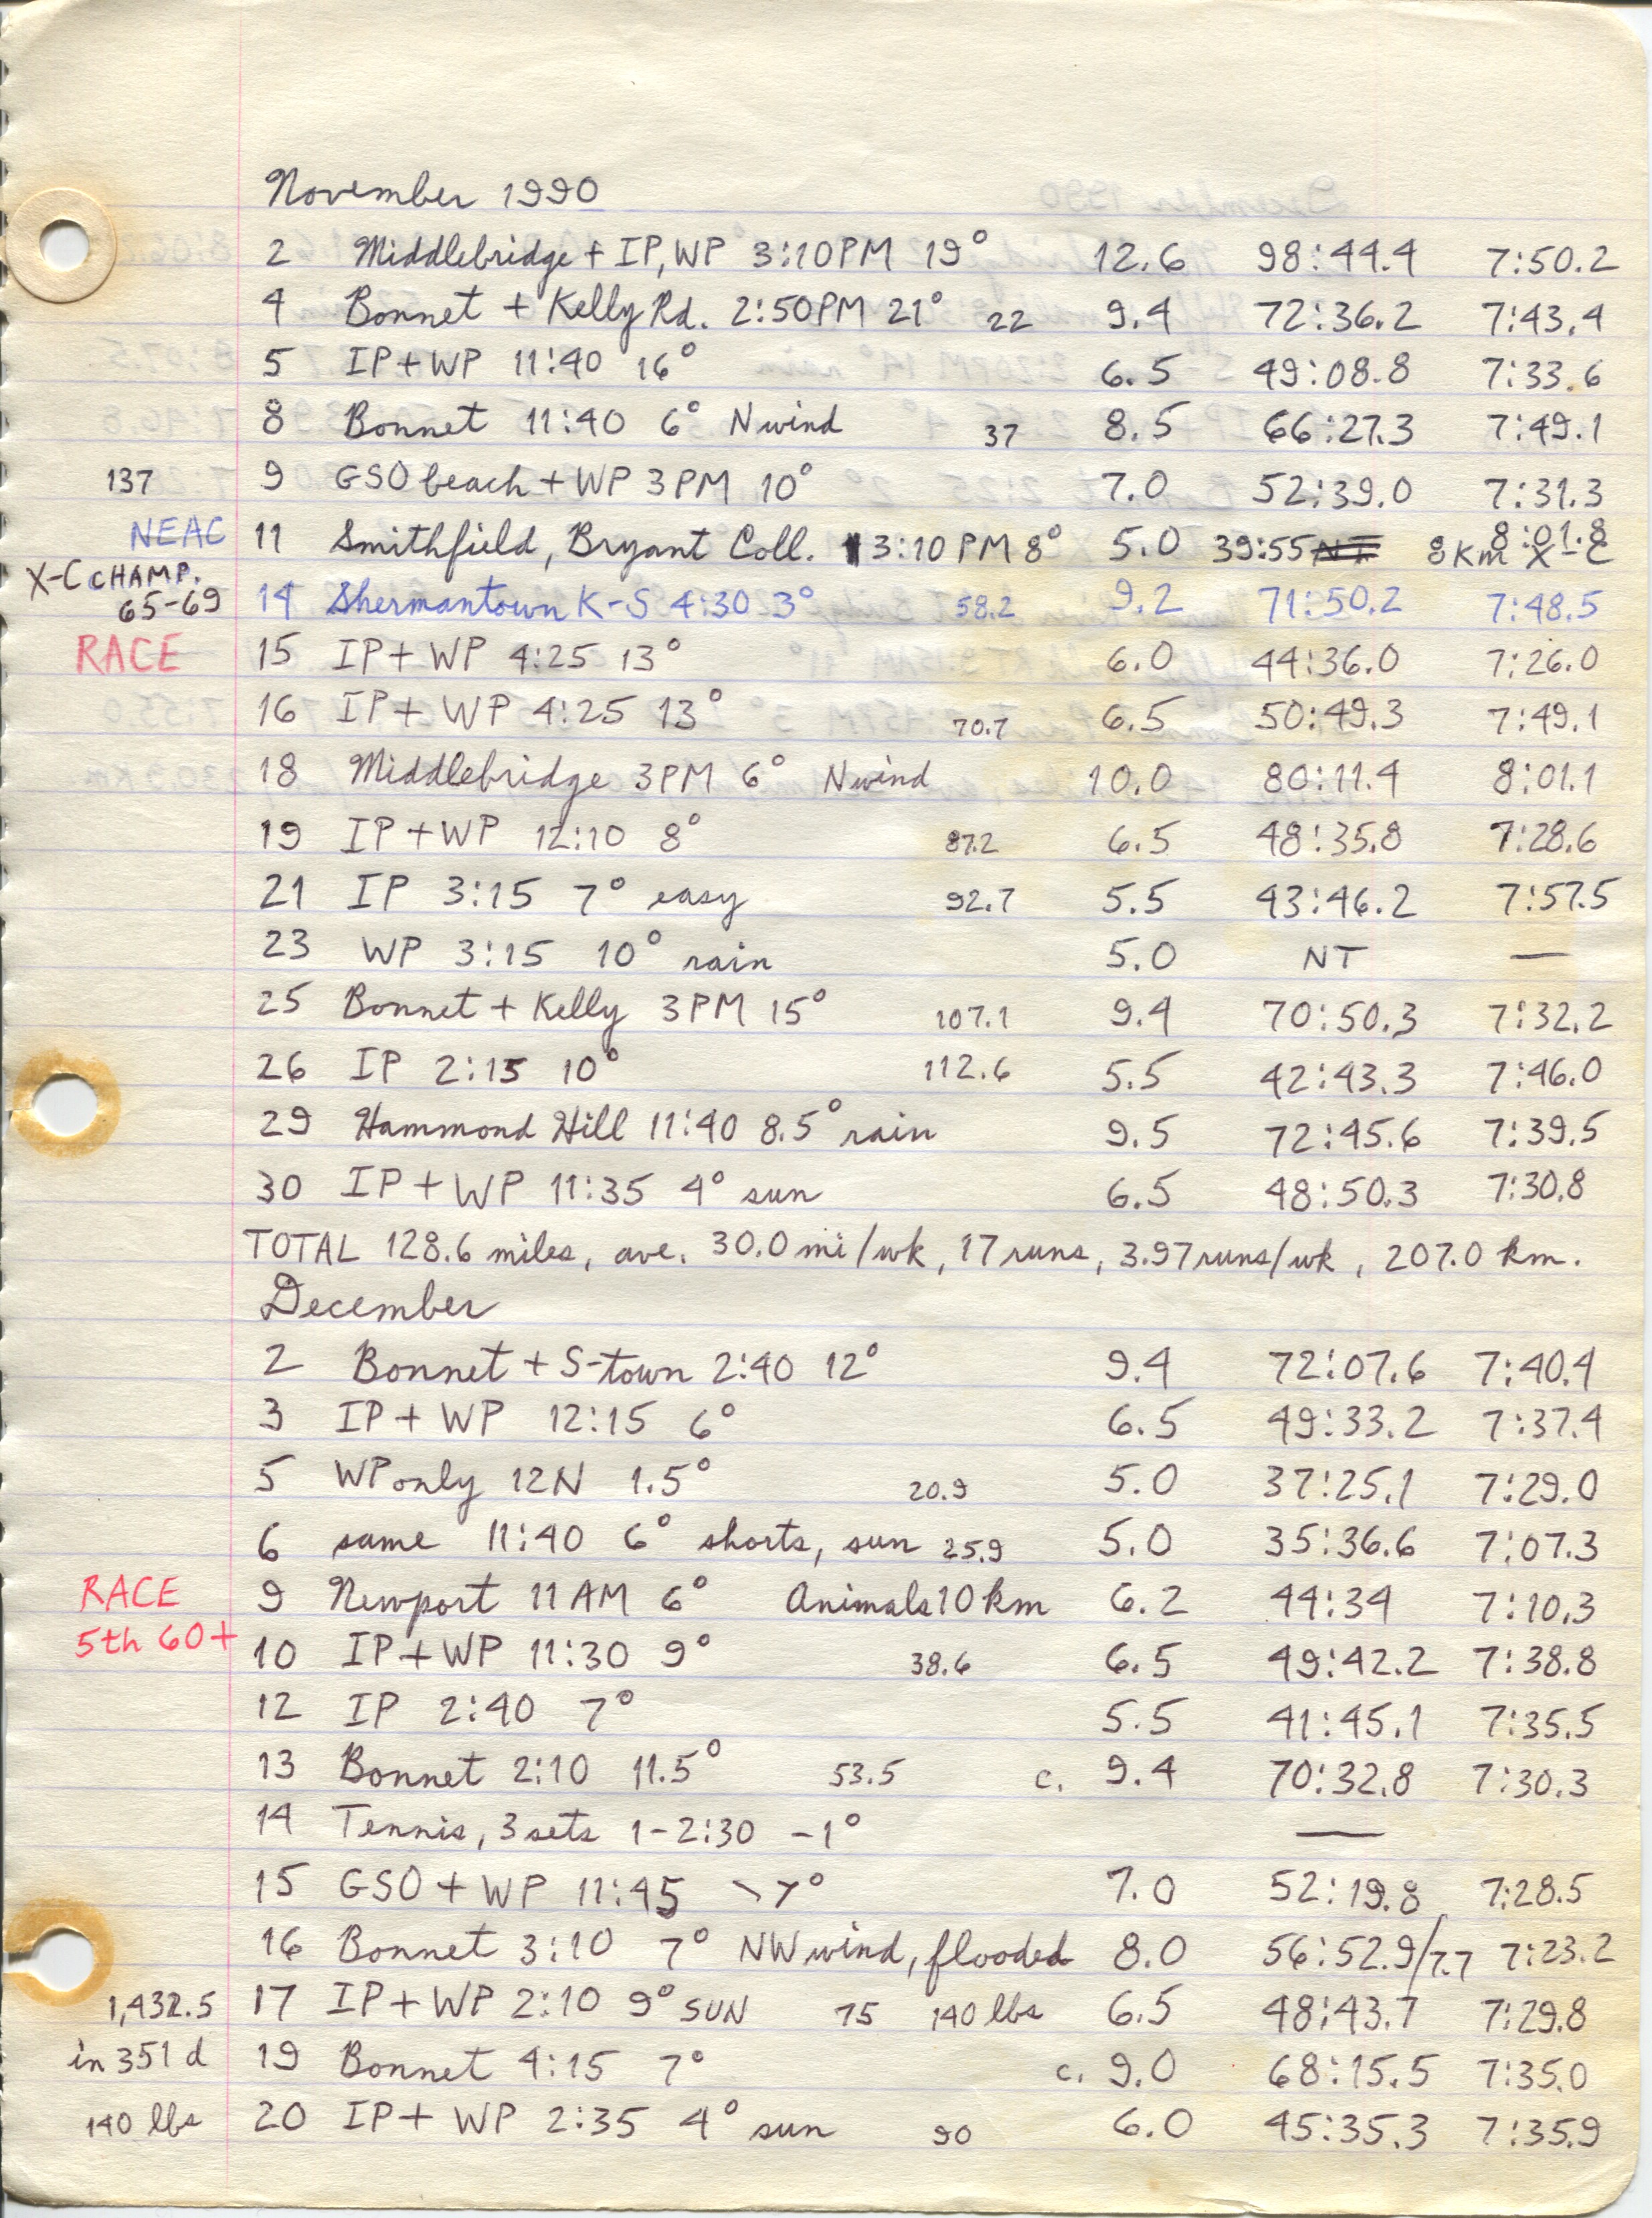 November 1990
2 Middlebridge + IP, WP 3:10PM 19° 12.6 98:44.4 7:50.2
4 Bonnet + Kelly Rd. 2:50PM 21° 22 9.4 72:36.2 7:43.4
5 IP+WP 11:40 16° 6.5 49:08.8 7:33.6
8 Bonnet 11:40 6° N wind 37 8.5 66:27.3 7:49.1
137 9 GSO beach + WP 3PM 10° 7.0 52:39.0 7:31.3
NEAC 11 Smithfield, Bryant Coll. 3:10 PM 8° 5.0 39:55 8:01.8 8Km X-C
X-C CHAMP.
65-69 14 Shermantown K-S 4:30 3° 58.2 9.2 71:50.2 7:48.5
RACE 15 IP+ WP 4:25 13° 6.0 44:36.0 7:26.0
16 IP+ WP 4:25 13° 70.7 6.5 50:49.3 7:49.1
18 Middlebridge 3PM 6° N wind 10.0 80:11.4 8:01.1
19 IP+WP 12:10 8° 87.2 6.5 48:35.8 7:28.6
21 IP 3:15 7° easy 92.7 5.5 43:46.2 7:57.5
23 WP 3:15 10° rain 5.0 NT —
25 Bonnet + Kelly 3PM 15° 107.1 9.4 70:50.3 7:32.2
26 IP 2:15 10° 112.6 5.5 42:43.3 7:46.0
29 Hammond Hill 11:40 8.5° rain 9.5 72:45.6 7:39.5
30 IP+WP 11:35 4° sun 6.5 48:50.3 7:30.8
TOTAL 128.6 miles, ave. 30.0 mi/wk, 17 runs, 3.97 runs/wk, 207.0 km.
December
2 Bonnet + S-town 2:40 12° 9.4 72:07.6 7:40.4
3 IP+ WP 12:15 6° 6.5 49:33.2 7:37.4
5 WP only 12N 1.5° 20.9 5.0 37:25.1 7:29.0
6 same 11:40 6° shorts, sun 25.9 5.0 35:36.6 7:07.3
RACE 9 Newport 11 AM 6° Animals 10 km 6.2 44:34 7:10.3
5th 60+ 10 IP+WP 11:30 9° 38.6 6.5 49:42.2 7:38.8
12 IP 2:40 7° 5.5 41:45.1 7:35.5
13 Bonnet 2:10 11.5° 53.5 c. 9.4 70:32.8 7:30.3
14 Tennis, 3 sets 1-2:30 -1° —
15 GSO + WP 11:45 7° 7.0 52:19.8 7:28.5
16 Bonnet 3:10 7° NW wind, flooded 8.0 56:52.9/7.7 7:23.2
1,432.5 17 IP+WP 2:10 9° SUN 75 140 lbs 6.5 48:43.7 7:29.8
in 351 d 19 Bonnet 4:15 7° c. 9.0 68:15.5 7:35.0
140 lbs 20 IP+ WP 2:35 4° sun 90 6.0 45:35.3 7:35.9